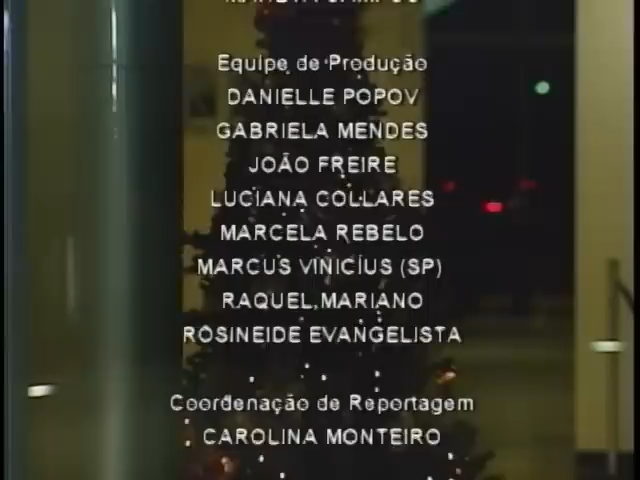 Equipe de Produção
DANIELLE POPOV
GABRIELA MENDES
JOÃO FREIRE
LUCIANA COLLARES
MARCELA REBELO
MARCUS VINICIUS (SP)
RAQUEL MARIANO
ROSINEIDE EVANGELISTA
Coordenação de Reportagem
CAROLINA MONTEIRO